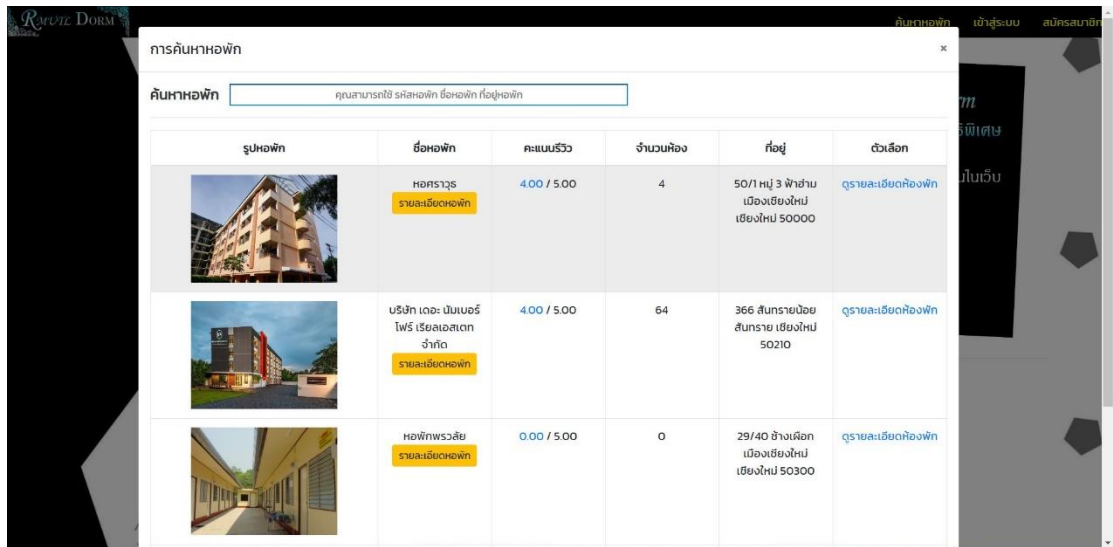 RMUTL DORM
ค้นหาหอพัก เข้าสู่ระบบ สมัครสมาชิก
การค้นหาหอพัก ×
ค้นหาหอพัก คุณสามารถใช้ รหัสหอพัก ชื่อหอพัก ที่อยู่หอพัก
รูปหอพัก ชื่อหอพัก คะแนนรีวิว จำนวนห้อง ที่อยู่ ตัวเลือก
หอศราวุธ 4.00 / 5.00 4 50/1 หมู่ 3 ฟ้าฮ่าม ดูรายละเอียดห้องพัก
รายละเอียดหอพัก เมืองเชียงใหม่
เชียงใหม่ 50000
บริษัท เดอะ นัมเบอร์ 4.00 / 5.00 64 366 สันทรายน้อย ดูรายละเอียดห้องพัก
โฟร์ เรียลเอสเตท สันทราย เชียงใหม่
จำกัด 50210
รายละเอียดหอพัก
หอพักพรวลัย 0.00 / 5.00 0 29/40 ช้างเผือก ดูรายละเอียดห้องพัก
รายละเอียดหอพัก เมืองเชียงใหม่
เชียงใหม่ 50300